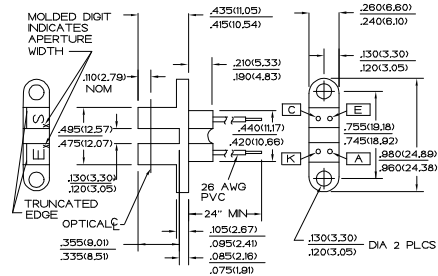 MOLDED DIGIT
INDICATES
APERTURE
WIDTH
.435(11,05)
.415(10,54)
.260(6,60)
.240(6,10)
.110(2,79)
NOM
.210(5,33)
.190(4,83)
.130(3,30)
.120(3,05)
S
E
.495(12,57)
.475(12,07)
.440(11,17)
.420(10,66)
C
E
K
A
.755(19,18)
.745(18,92)
.980(24,89)
.960(24,38)
.130(3,30)
.120(3,05)
26 AWG
PVC
TRUNCATED
EDGE
OPTICAL ℄
24" MIN
.105(2,67)
.095(2,41)
.355(9,01)
.335(8,51)
.085(2,16)
.075(1,91)
.130(3,30)
.120(3,05)
DIA 2 PLCS